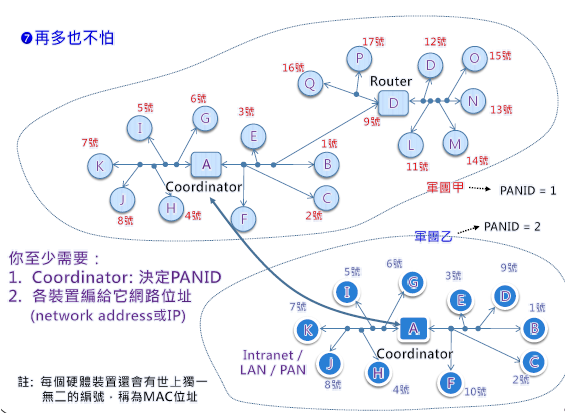 ❼再多也不怕
17號
12號
15號
P
D
O
16號
Q
Router
D
N
13號
9號
L
M
11號
14號
6號
5號
3號
I
G
E
7號
1號
K
A
B
Coordinator
J
H
F
C
8號
4號
2號
軍團甲
PANID = 1
軍團乙
PANID = 2
你至少需要：
1. Coordinator: 決定PANID
2. 各裝置編給它網路位址
(network address或IP)
6號
9號
5號
3號
I
G
E
D
7號
1號
K
A
B
Intranet /
LAN / PAN
Coordinator
J
H
F
C
8號
4號
10號
2號
註: 每個硬體裝置還會有世上獨一
無二的編號，稱為MAC位址